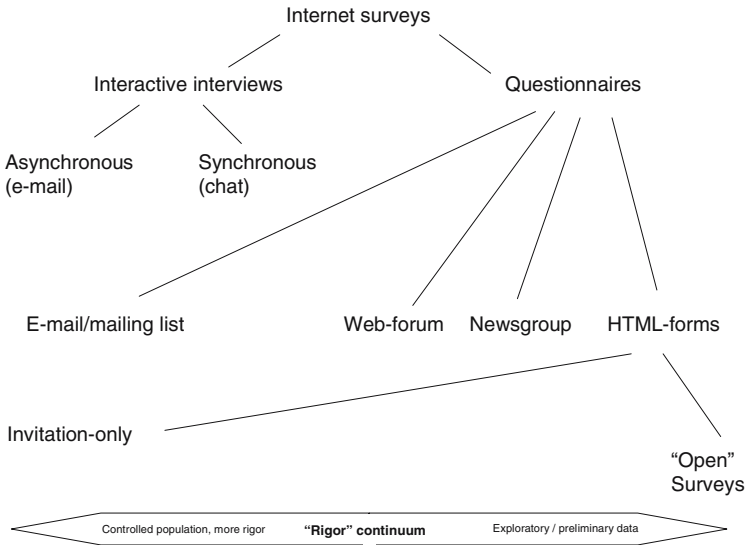 Internet surveys
Interactive interviews
Questionnaires
Asynchronous
(e-mail)
Synchronous
(chat)
E-mail/mailing list
Web-forum
Newsgroup
HTML-forms
Invitation-only
“Open”
Surveys
Controlled population, more rigor
“Rigor” continuum
Exploratory / preliminary data